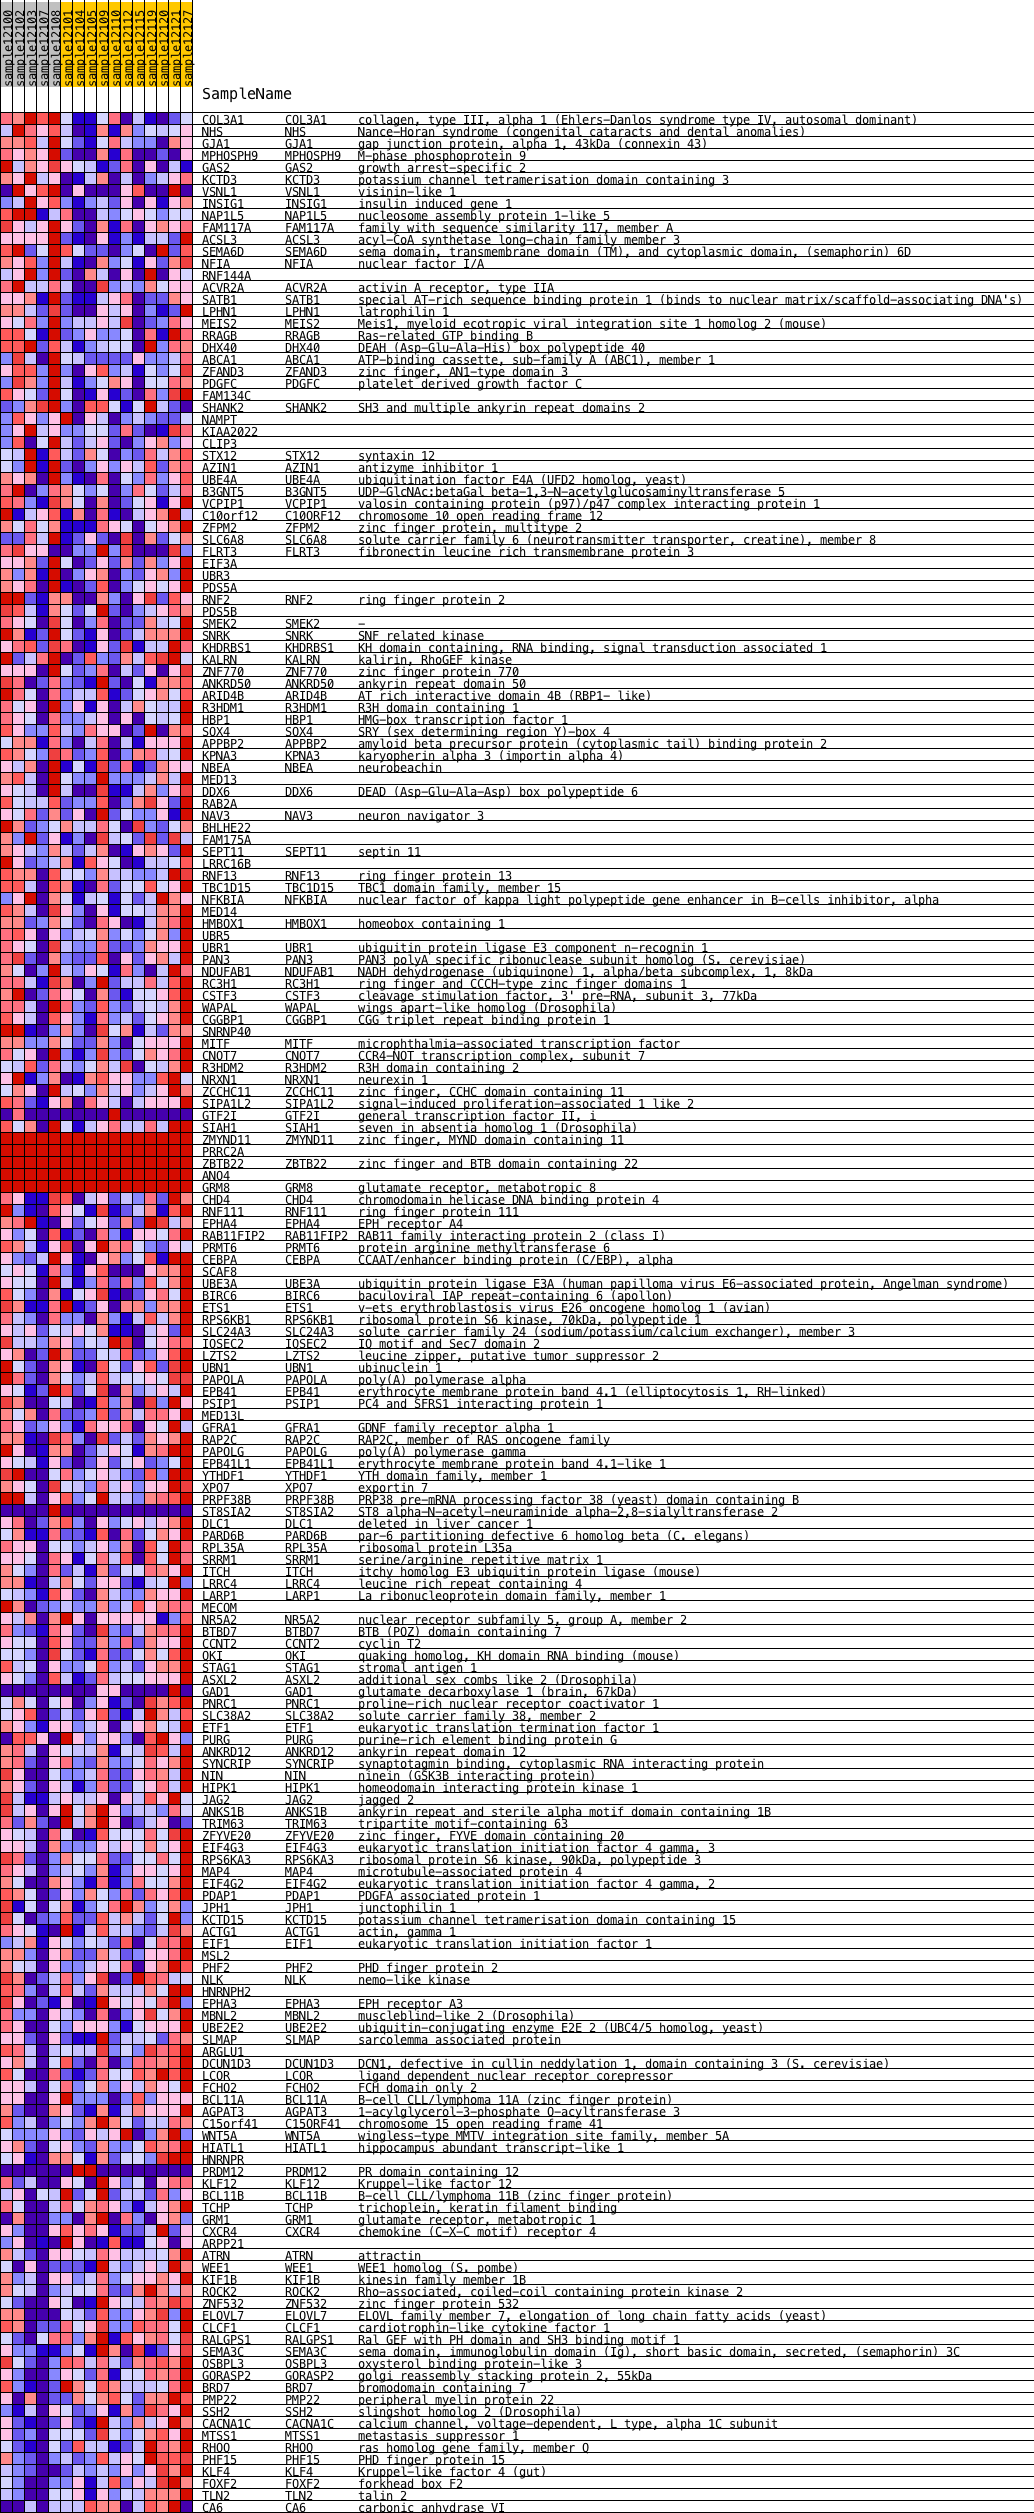 sample12100 sample12102 sample12103 sample12107 sample12108 sample12101 sample12104 sample12105 sample12109 sample12110 sample12112 sample12115 sample12119 sample12120 sample12121 sample12127
SampleName
COL3A1 COL3A1 collagen, type III, alpha 1 (Ehlers-Danlos syndrome type IV, autosomal dominant)
NHS NHS Nance-Horan syndrome (congenital cataracts and dental anomalies)
GJA1 GJA1 gap junction protein, alpha 1, 43kDa (connexin 43)
MPHOSPH9 MPHOSPH9 M-phase phosphoprotein 9
GAS2 GAS2 growth arrest-specific 2
KCTD3 KCTD3 potassium channel tetramerisation domain containing 3
VSNL1 VSNL1 visinin-like 1
INSIG1 INSIG1 insulin induced gene 1
NAP1L5 NAP1L5 nucleosome assembly protein 1-like 5
FAM117A FAM117A family with sequence similarity 117, member A
ACSL3 ACSL3 acyl-CoA synthetase long-chain family member 3
SEMA6D SEMA6D sema domain, transmembrane domain (TM), and cytoplasmic domain, (semaphorin) 6D
NFIA NFIA nuclear factor I/A
RNF144A
ACVR2A ACVR2A activin A receptor, type IIA
SATB1 SATB1 special AT-rich sequence binding protein 1 (binds to nuclear matrix/scaffold-associating DNA's)
LPHN1 LPHN1 latrophilin 1
MEIS2 MEIS2 Meis1, myeloid ecotropic viral integration site 1 homolog 2 (mouse)
RRAGB RRAGB Ras-related GTP binding B
DHX40 DHX40 DEAH (Asp-Glu-Ala-His) box polypeptide 40
ABCA1 ABCA1 ATP-binding cassette, sub-family A (ABC1), member 1
ZFAND3 ZFAND3 zinc finger, AN1-type domain 3
PDGFC PDGFC platelet derived growth factor C
FAM134C
SHANK2 SHANK2 SH3 and multiple ankyrin repeat domains 2
NAMPT
KIAA2022
CLIP3
STX12 STX12 syntaxin 12
AZIN1 AZIN1 antizyme inhibitor 1
UBE4A UBE4A ubiquitination factor E4A (UFD2 homolog, yeast)
B3GNT5 B3GNT5 UDP-GlcNAc:betaGal beta-1,3-N-acetylglucosaminyltransferase 5
VCPIP1 VCPIP1 valosin containing protein (p97)/p47 complex interacting protein 1
C10orf12 C10ORF12 chromosome 10 open reading frame 12
ZFPM2 ZFPM2 zinc finger protein, multitype 2
SLC6A8 SLC6A8 solute carrier family 6 (neurotransmitter transporter, creatine), member 8
FLRT3 FLRT3 fibronectin leucine rich transmembrane protein 3
EIF3A
UBR3
PDS5A
RNF2 RNF2 ring finger protein 2
PDS5B
SMEK2 SMEK2 -
SNRK SNRK SNF related kinase
KHDRBS1 KHDRBS1 KH domain containing, RNA binding, signal transduction associated 1
KALRN KALRN kalirin, RhoGEF kinase
ZNF770 ZNF770 zinc finger protein 770
ANKRD50 ANKRD50 ankyrin repeat domain 50
ARID4B ARID4B AT rich interactive domain 4B (RBP1- like)
R3HDM1 R3HDM1 R3H domain containing 1
HBP1 HBP1 HMG-box transcription factor 1
SOX4 SOX4 SRY (sex determining region Y)-box 4
APPBP2 APPBP2 amyloid beta precursor protein (cytoplasmic tail) binding protein 2
KPNA3 KPNA3 karyopherin alpha 3 (importin alpha 4)
NBEA NBEA neurobeachin
MED13
DDX6 DDX6 DEAD (Asp-Glu-Ala-Asp) box polypeptide 6
RAB2A
NAV3 NAV3 neuron navigator 3
BHLHE22
FAM175A
SEPT11 SEPT11 septin 11
LRRC16B
RNF13 RNF13 ring finger protein 13
TBC1D15 TBC1D15 TBC1 domain family, member 15
NFKBIA NFKBIA nuclear factor of kappa light polypeptide gene enhancer in B-cells inhibitor, alpha
MED14
HMBOX1 HMBOX1 homeobox containing 1
UBR5
UBR1 UBR1 ubiquitin protein ligase E3 component n-recognin 1
PAN3 PAN3 PAN3 polyA specific ribonuclease subunit homolog (S. cerevisiae)
NDUFAB1 NDUFAB1 NADH dehydrogenase (ubiquinone) 1, alpha/beta subcomplex, 1, 8kDa
RC3H1 RC3H1 ring finger and CCCH-type zinc finger domains 1
CSTF3 CSTF3 cleavage stimulation factor, 3' pre-RNA, subunit 3, 77kDa
WAPAL WAPAL wings apart-like homolog (Drosophila)
CGGBP1 CGGBP1 CGG triplet repeat binding protein 1
SNRNP40
MITF MITF microphthalmia-associated transcription factor
CNOT7 CNOT7 CCR4-NOT transcription complex, subunit 7
R3HDM2 R3HDM2 R3H domain containing 2
NRXN1 NRXN1 neurexin 1
ZCCHC11 ZCCHC11 zinc finger, CCHC domain containing 11
SIPA1L2 SIPA1L2 signal-induced proliferation-associated 1 like 2
GTF2I GTF2I general transcription factor II, i
SIAH1 SIAH1 seven in absentia homolog 1 (Drosophila)
ZMYND11 ZMYND11 zinc finger, MYND domain containing 11
PRRC2A
ZBTB22 ZBTB22 zinc finger and BTB domain containing 22
ANO4
GRM8 GRM8 glutamate receptor, metabotropic 8
CHD4 CHD4 chromodomain helicase DNA binding protein 4
RNF111 RNF111 ring finger protein 111
EPHA4 EPHA4 EPH receptor A4
RAB11FIP2 RAB11FIP2 RAB11 family interacting protein 2 (class I)
PRMT6 PRMT6 protein arginine methyltransferase 6
CEBPA CEBPA CCAAT/enhancer binding protein (C/EBP), alpha
SCAF8
UBE3A UBE3A ubiquitin protein ligase E3A (human papilloma virus E6-associated protein, Angelman syndrome)
BIRC6 BIRC6 baculoviral IAP repeat-containing 6 (apollon)
ETS1 ETS1 v-ets erythroblastosis virus E26 oncogene homolog 1 (avian)
RPS6KB1 RPS6KB1 ribosomal protein S6 kinase, 70kDa, polypeptide 1
SLC24A3 SLC24A3 solute carrier family 24 (sodium/potassium/calcium exchanger), member 3
IQSEC2 IQSEC2 IQ motif and Sec7 domain 2
LZTS2 LZTS2 leucine zipper, putative tumor suppressor 2
UBN1 UBN1 ubinuclein 1
PAPOLA PAPOLA poly(A) polymerase alpha
EPB41 EPB41 erythrocyte membrane protein band 4.1 (elliptocytosis 1, RH-linked)
PSIP1 PSIP1 PC4 and SFRS1 interacting protein 1
MED13L
GFRA1 GFRA1 GDNF family receptor alpha 1
RAP2C RAP2C RAP2C, member of RAS oncogene family
PAPOLG PAPOLG poly(A) polymerase gamma
EPB41L1 EPB41L1 erythrocyte membrane protein band 4.1-like 1
YTHDF1 YTHDF1 YTH domain family, member 1
XPO7 XPO7 exportin 7
PRPF38B PRPF38B PRP38 pre-mRNA processing factor 38 (yeast) domain containing B
ST8SIA2 ST8SIA2 ST8 alpha-N-acetyl-neuraminide alpha-2,8-sialyltransferase 2
DLC1 DLC1 deleted in liver cancer 1
PARD6B PARD6B par-6 partitioning defective 6 homolog beta (C. elegans)
RPL35A RPL35A ribosomal protein L35a
SRRM1 SRRM1 serine/arginine repetitive matrix 1
ITCH ITCH itchy homolog E3 ubiquitin protein ligase (mouse)
LRRC4 LRRC4 leucine rich repeat containing 4
LARP1 LARP1 La ribonucleoprotein domain family, member 1
MECOM
NR5A2 NR5A2 nuclear receptor subfamily 5, group A, member 2
BTBD7 BTBD7 BTB (POZ) domain containing 7
CCNT2 CCNT2 cyclin T2
QKI QKI quaking homolog, KH domain RNA binding (mouse)
STAG1 STAG1 stromal antigen 1
ASXL2 ASXL2 additional sex combs like 2 (Drosophila)
GAD1 GAD1 glutamate decarboxylase 1 (brain, 67kDa)
PNRC1 PNRC1 proline-rich nuclear receptor coactivator 1
SLC38A2 SLC38A2 solute carrier family 38, member 2
ETF1 ETF1 eukaryotic translation termination factor 1
PURG PURG purine-rich element binding protein G
ANKRD12 ANKRD12 ankyrin repeat domain 12
SYNCRIP SYNCRIP synaptotagmin binding, cytoplasmic RNA interacting protein
NIN NIN ninein (GSK3B interacting protein)
HIPK1 HIPK1 homeodomain interacting protein kinase 1
JAG2 JAG2 jagged 2
ANKS1B ANKS1B ankyrin repeat and sterile alpha motif domain containing 1B
TRIM63 TRIM63 tripartite motif-containing 63
ZFYVE20 ZFYVE20 zinc finger, FYVE domain containing 20
EIF4G3 EIF4G3 eukaryotic translation initiation factor 4 gamma, 3
RPS6KA3 RPS6KA3 ribosomal protein S6 kinase, 90kDa, polypeptide 3
MAP4 MAP4 microtubule-associated protein 4
EIF4G2 EIF4G2 eukaryotic translation initiation factor 4 gamma, 2
PDAP1 PDAP1 PDGFA associated protein 1
JPH1 JPH1 junctophilin 1
KCTD15 KCTD15 potassium channel tetramerisation domain containing 15
ACTG1 ACTG1 actin, gamma 1
EIF1 EIF1 eukaryotic translation initiation factor 1
MSL2
PHF2 PHF2 PHD finger protein 2
NLK NLK nemo-like kinase
HNRNPH2
EPHA3 EPHA3 EPH receptor A3
MBNL2 MBNL2 muscleblind-like 2 (Drosophila)
UBE2E2 UBE2E2 ubiquitin-conjugating enzyme E2E 2 (UBC4/5 homolog, yeast)
SLMAP SLMAP sarcolemma associated protein
ARGLU1
DCUN1D3 DCUN1D3 DCN1, defective in cullin neddylation 1, domain containing 3 (S. cerevisiae)
LCOR LCOR ligand dependent nuclear receptor corepressor
FCHO2 FCHO2 FCH domain only 2
BCL11A BCL11A B-cell CLL/lymphoma 11A (zinc finger protein)
AGPAT3 AGPAT3 1-acylglycerol-3-phosphate O-acyltransferase 3
C15orf41 C15ORF41 chromosome 15 open reading frame 41
WNT5A WNT5A wingless-type MMTV integration site family, member 5A
HIATL1 HIATL1 hippocampus abundant transcript-like 1
HNRNPR
PRDM12 PRDM12 PR domain containing 12
KLF12 KLF12 Kruppel-like factor 12
BCL11B BCL11B B-cell CLL/lymphoma 11B (zinc finger protein)
TCHP TCHP trichoplein, keratin filament binding
GRM1 GRM1 glutamate receptor, metabotropic 1
CXCR4 CXCR4 chemokine (C-X-C motif) receptor 4
ARPP21
ATRN ATRN attractin
WEE1 WEE1 WEE1 homolog (S. pombe)
KIF1B KIF1B kinesin family member 1B
ROCK2 ROCK2 Rho-associated, coiled-coil containing protein kinase 2
ZNF532 ZNF532 zinc finger protein 532
ELOVL7 ELOVL7 ELOVL family member 7, elongation of long chain fatty acids (yeast)
CLCF1 CLCF1 cardiotrophin-like cytokine factor 1
RALGPS1 RALGPS1 Ral GEF with PH domain and SH3 binding motif 1
SEMA3C SEMA3C sema domain, immunoglobulin domain (Ig), short basic domain, secreted, (semaphorin) 3C
OSBPL3 OSBPL3 oxysterol binding protein-like 3
GORASP2 GORASP2 golgi reassembly stacking protein 2, 55kDa
BRD7 BRD7 bromodomain containing 7
PMP22 PMP22 peripheral myelin protein 22
SSH2 SSH2 slingshot homolog 2 (Drosophila)
CACNA1C CACNA1C calcium channel, voltage-dependent, L type, alpha 1C subunit
MTSS1 MTSS1 metastasis suppressor 1
RHOQ RHOQ ras homolog gene family, member Q
PHF15 PHF15 PHD finger protein 15
KLF4 KLF4 Kruppel-like factor 4 (gut)
FOXF2 FOXF2 forkhead box F2
TLN2 TLN2 talin 2
CA6 CA6 carbonic anhydrase VI